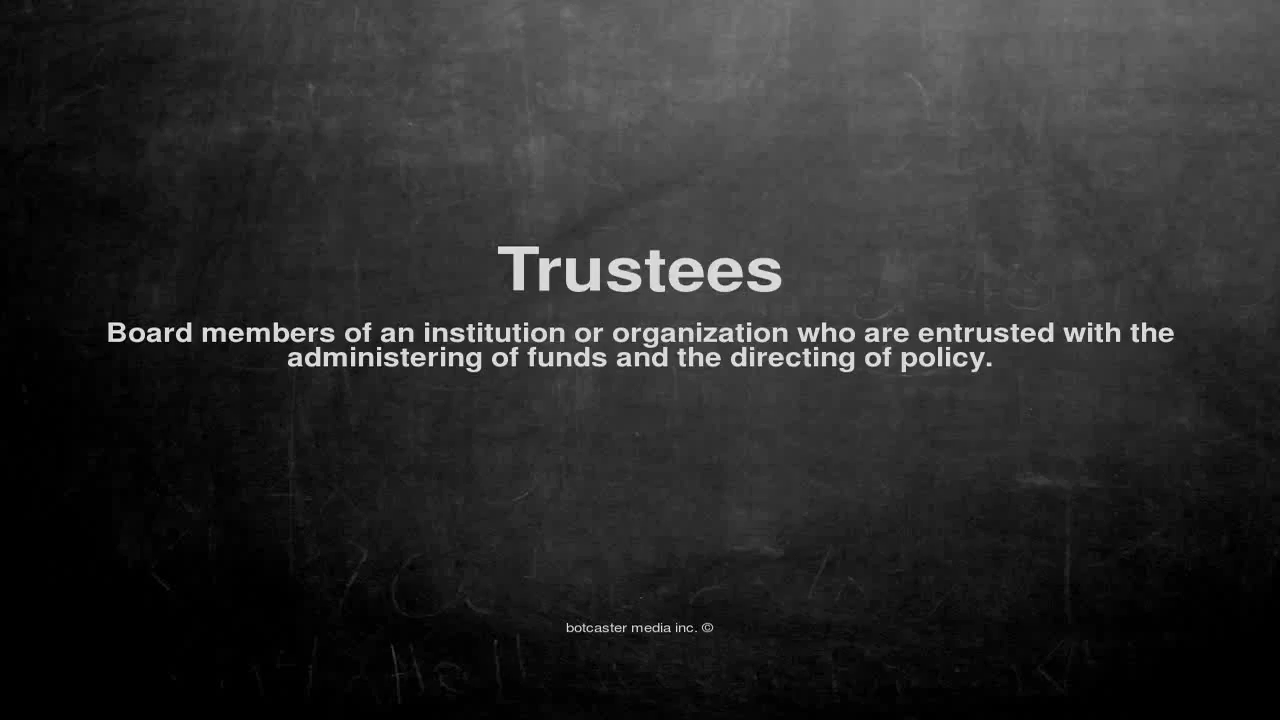 Trustees
Board members of an institution or organization who are entrusted with the
administering of funds and the directing of policy.
botcaster media inc. ©